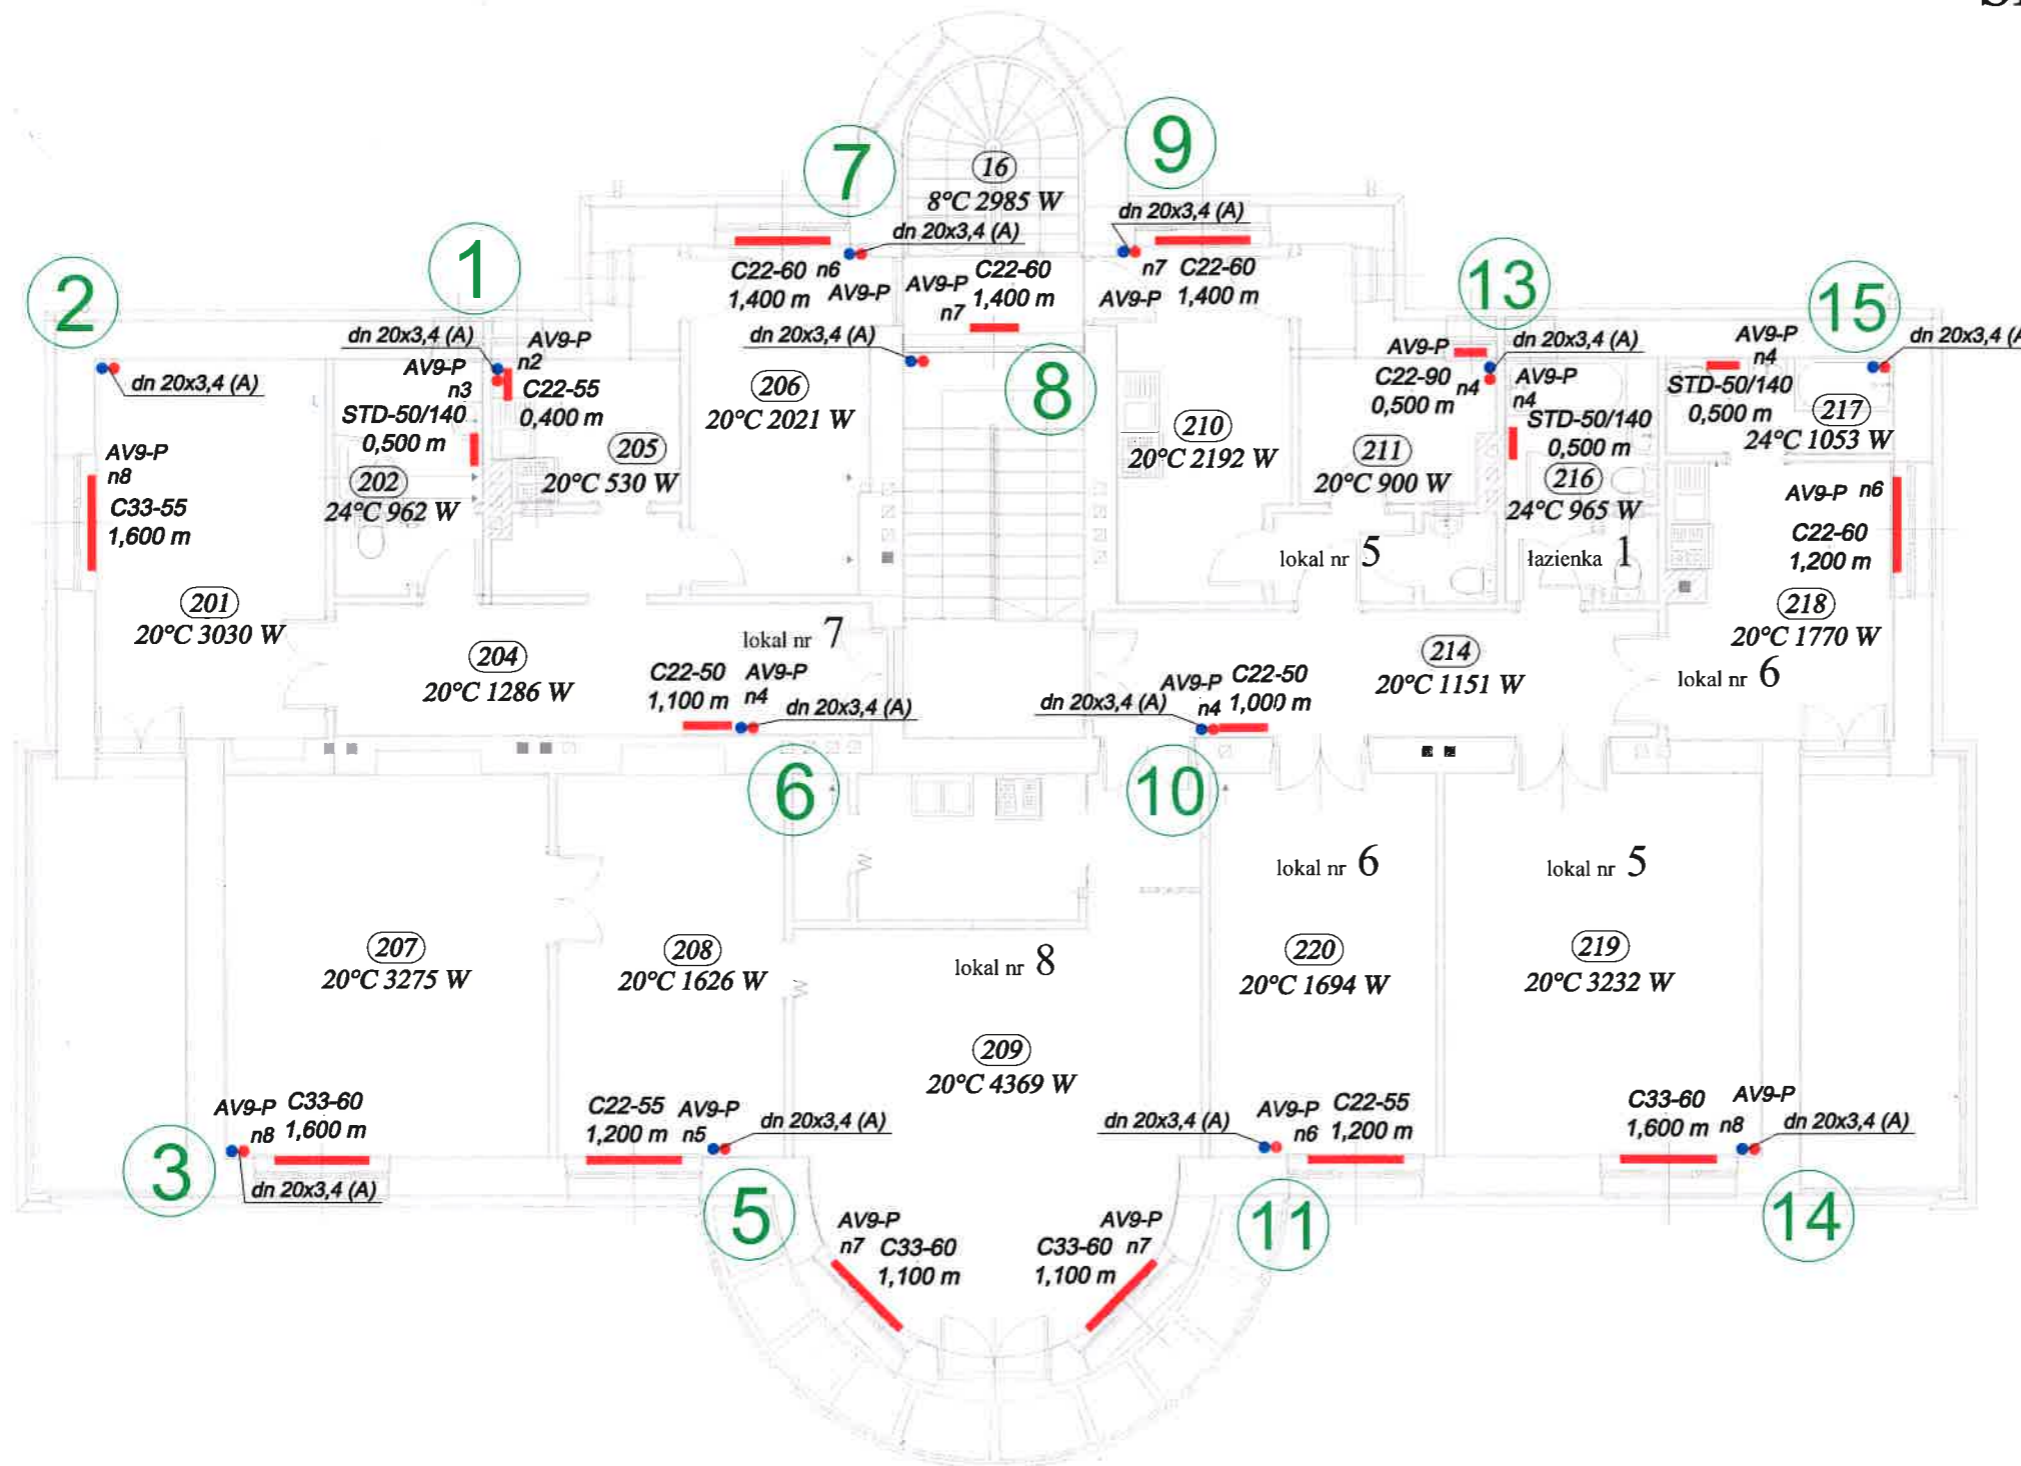 7
9
16
8°C 2985 W
dn 20x3,4 (A)
dn 20x3,4 (A)
2
1
13
15
C22-60 n6
1,400 m AV9-P
AV9-P C22-60
n7 1,400 m
n7 C22-60
AV9-P 1,400 m
dn 20x3,4 (A)
AV9-P
n2
C22-55
0,400 m
AV9-P
n3
STD-50/140
0,500 m
dn 20x3,4 (A)
8
dn 20x3,4 (A)
AV9-P
C22-90
0,500 m n4
dn 20x3,4 (A)
AV9-P
n4
STD-50/140
0,500 m
AV9-P
n4
STD-50/140
0,500 m
dn 20x3,4 (A
217
24°C 1053 W
206
20°C 2021 W
210
20°C 2192 W
211
20°C 900 W
216
24°C 965 W
205
20°C 530 W
202
24°C 962 W
AV9-P
n8
C33-55
1,600 m
AV9-P n6
C22-60
1,200 m
lokal nr 5
łazienka 1
201
20°C 3030 W
lokal nr 7
218
20°C 1770 W
204
20°C 1286 W
214
20°C 1151 W
lokal nr 6
C22-50 AV9-P
1,100 m n4
dn 20x3,4 (A)
dn 20x3,4 (A)
AV9-P C22-50
n4 1,000 m
6
10
lokal nr 6
lokal nr 5
207
20°C 3275 W
208
20°C 1626 W
lokal nr 8
220
20°C 1694 W
219
20°C 3232 W
209
20°C 4369 W
AV9-P C33-60
n8 1,600 m
C22-55 AV9-P
1,200 m n5
dn 20x3,4 (A)
dn 20x3,4 (A)
AV9-P C22-55
n6 1,200 m
C33-60 AV9-P
1,600 m n8
dn 20x3,4 (A)
3
dn 20x3,4 (A)
5
11
14
AV9-P
n7 C33-60
1,100 m
AV9-P
C33-60 n7
1,100 m